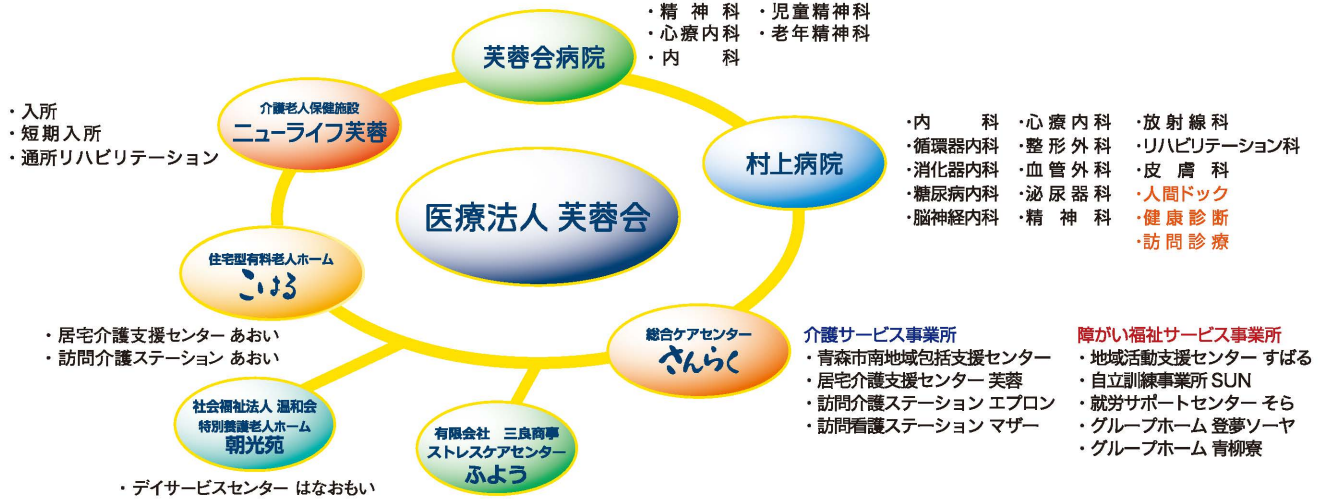 医療法人 芙蓉会
芙蓉会病院
・精神科 ・児童精神科
・心療内科 ・老年精神科
・内科
村上病院
・内科 ・心療内科 ・放射線科
・循環器内科 ・整形外科 ・リハビリテーション科
・消化器内科 ・血管外科 ・皮膚科
・糖尿病内科 ・泌尿器科 ・人間ドック
・脳神経内科 ・精神科 ・健康診断
・訪問診療
介護老人保健施設
ニューライフ芙蓉
・入所
・短期入所
・通所リハビリテーション
住宅型有料老人ホーム
こはる
・居宅介護支援センター あおい
・訪問介護ステーション あおい
総合ケアセンター
さんらく
介護サービス事業所
・青森市南地域包括支援センター
・居宅介護支援センター 芙蓉
・訪問介護ステーション エプロン
・訪問看護ステーション マザー
障がい福祉サービス事業所
・地域活動支援センター すばる
・自立訓練事業所 SUN
・就労サポートセンター そら
・グループホーム 登夢ソーヤ
・グループホーム 青柳寮
社会福祉法人 温和会
特別養護老人ホーム
朝光苑
・デイサービスセンター はなおもい
有限会社 三良商事
ストレスケアセンター
ふよう